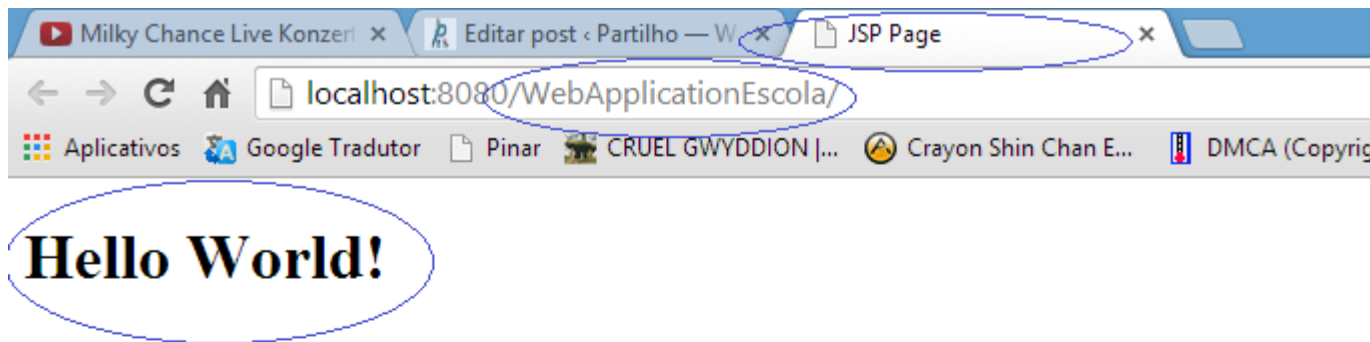 Milky Chance Live Konzert Editar post ‹ Partilho — W JSP Page
localhost:8080/WebApplicationEscola/
Aplicativos Google Tradutor Pinar CRUEL GWYDDION |... Crayon Shin Chan E... DMCA (Copyrig
Hello World!